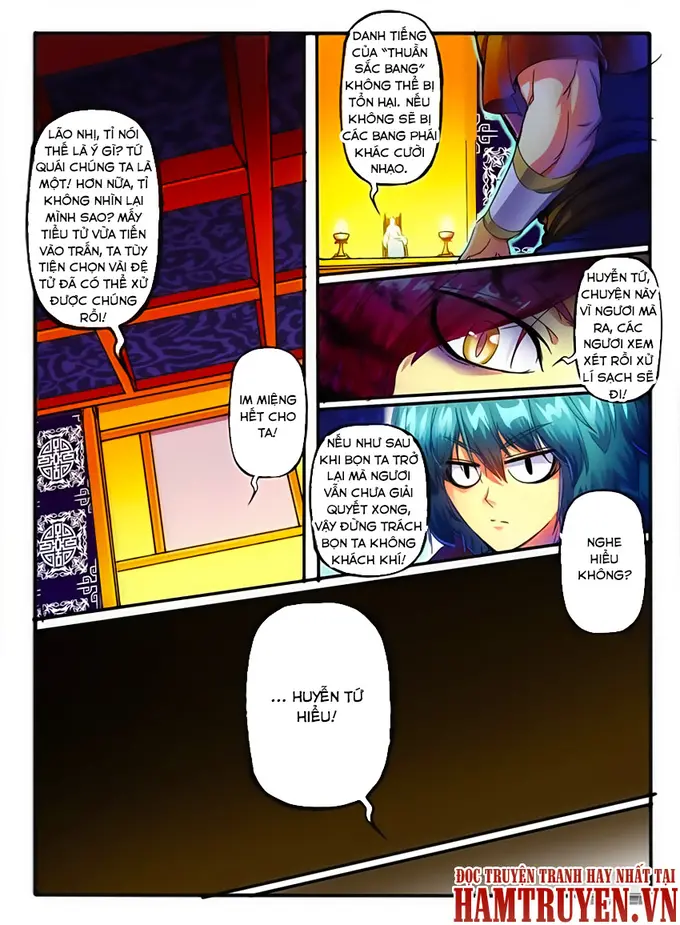 LÃO NHỊ, TỈ NÓI
THẾ LÀ Ý GÌ? TỨ
QUÁI CHÚNG TA LÀ
MỘT! HƠN NỮA, TỈ
KHÔNG NHÌN LẠI
MÌNH SAO? MẤY
TIỂU TỬ VỪA TIẾN
VÀO TRẤN, TA TÙY
TIỆN CHỌN VÀI ĐỆ
TỬ ĐÃ CÓ THỂ XỬ
ĐƯỢC CHÚNG
RỒI!
IM MIỆNG
HẾT CHO
TA!
DANH TIẾNG
CỦA "THUẦN
SẮC BANG"
KHÔNG THỂ BỊ
TỔN HẠI. NẾU
KHÔNG SẼ BỊ
CÁC BANG PHÁI
KHÁC CƯỜI
NHẠO.
HUYỄN TỨ,
CHUYỆN NÀY
VÌ NGƯƠI MÀ
RA, CÁC
NGƯƠI XEM
XÉT RỒI XỬ
LÍ SẠCH SẼ
ĐI!
NẾU NHƯ SAU
KHI BỌN TA TRỞ
LẠI MÀ NGƯƠI
VẪN CHƯA GIẢI
QUYẾT XONG,
VẬY ĐỪNG TRÁCH
BỌN TA KHÔNG
KHÁCH KHÍ!
NGHE
HIỂU
KHÔNG?
... HUYỄN TỨ
HIỂU!
ĐỌC TRUYỆN TRANH HAY NHẤT TẠI
HAMTRUYEN.VN